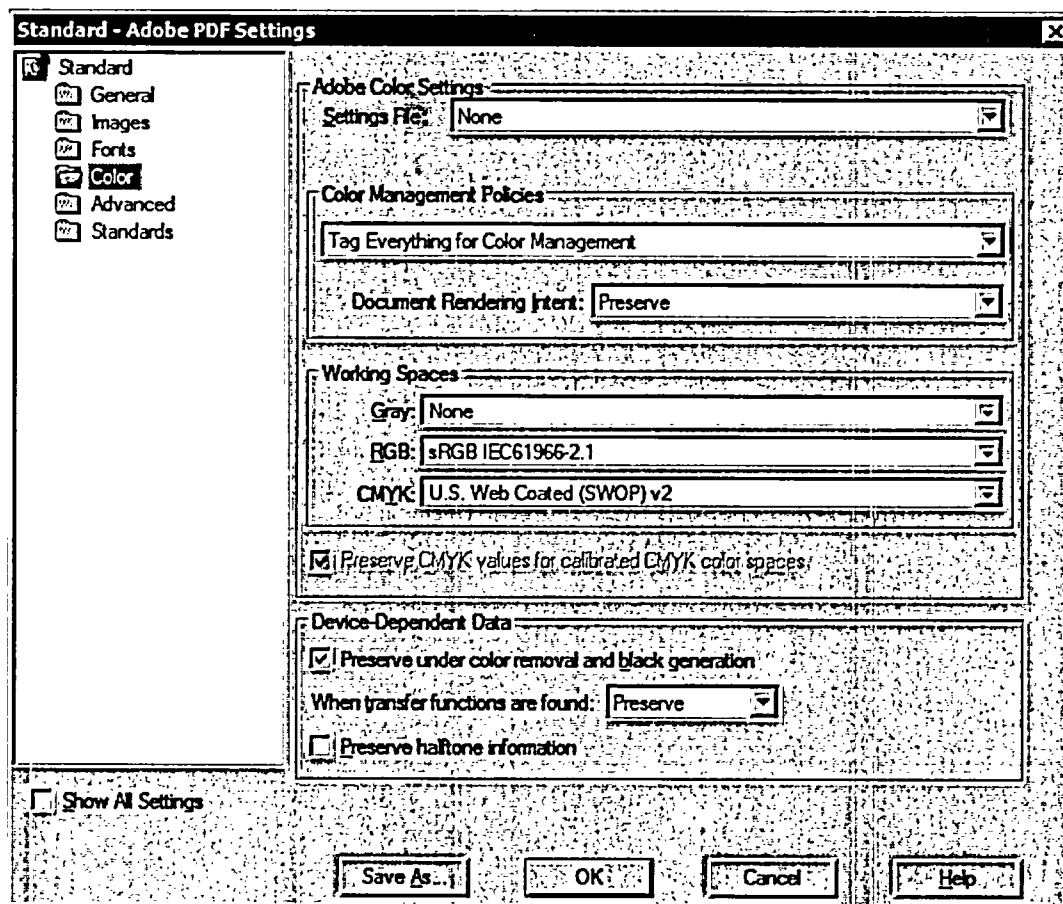 Standard - Adobe PDF Settings
Standard
General
Images
Fonts
Color
Advanced
Standards
Show All Settings
Adobe Color Settings
Settings File: None
Color Management Policies
Tag Everything for Color Management
Document Rendering Intent: Preserve
Working Spaces
Gray: None
RGB: sRGB IEC61966-2.1
CMYK: U.S. Web Coated (SWOP) v2
Preserve CMYK values for calibrated CMYK color spaces
Device-Dependent Data
Preserve under color removal and black generation
When transfer functions are found: Preserve
Preserve halftone information
Save As... OK Cancel Help